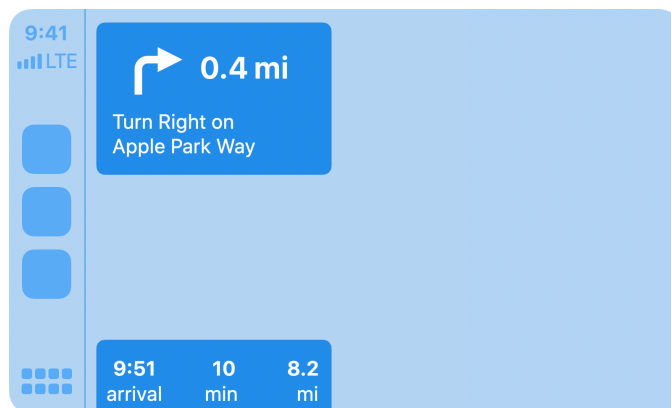 9:41
LTE
0.4 mi
Turn Right on
Apple Park Way
9:51 10 8.2
arrival min mi